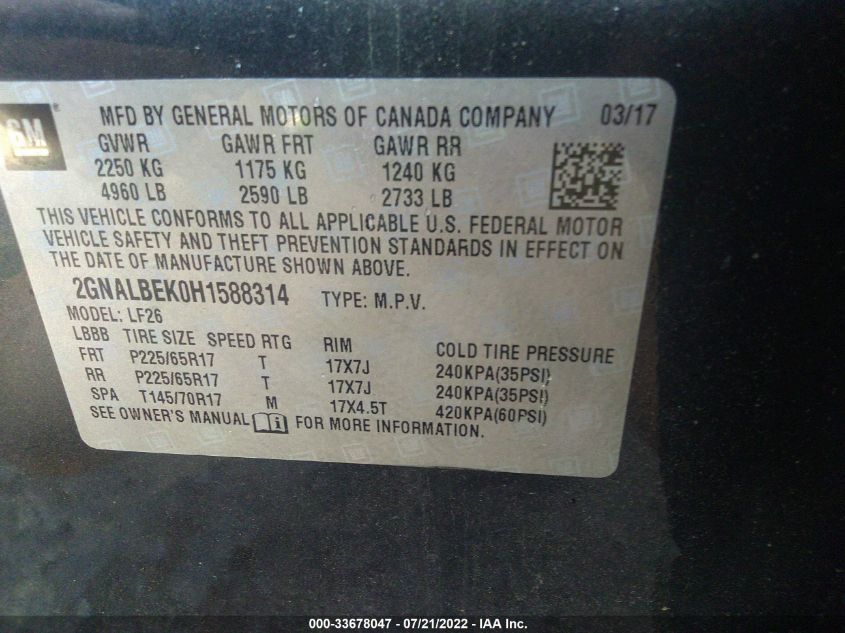 GM
MFD BY GENERAL MOTORS OF CANADA COMPANY 03/17
GVWR GAWR FRT GAWR RR
2250 KG 1175 KG 1240 KG
4960 LB 2590 LB 2733 LB
THIS VEHICLE CONFORMS TO ALL APPLICABLE U.S. FEDERAL MOTOR
VEHICLE SAFETY AND THEFT PREVENTION STANDARDS IN EFFECT ON
THE DATE OF MANUFACTURE SHOWN ABOVE.
2GNALBEK0H1588314 TYPE: M.P.V.
MODEL: LF26
LBBB TIRE SIZE SPEED RTG RIM COLD TIRE PRESSURE
FRT P225/65R17 T 17X7J 240KPA(35PSI)
RR P225/65R17 T 17X7J 240KPA(35PSI)
SPA T145/70R17 M 17X4.5T 420KPA(60PSI)
SEE OWNER'S MANUAL FOR MORE INFORMATION.
000-33678047 / 07/21/2022 - IAA Inc.